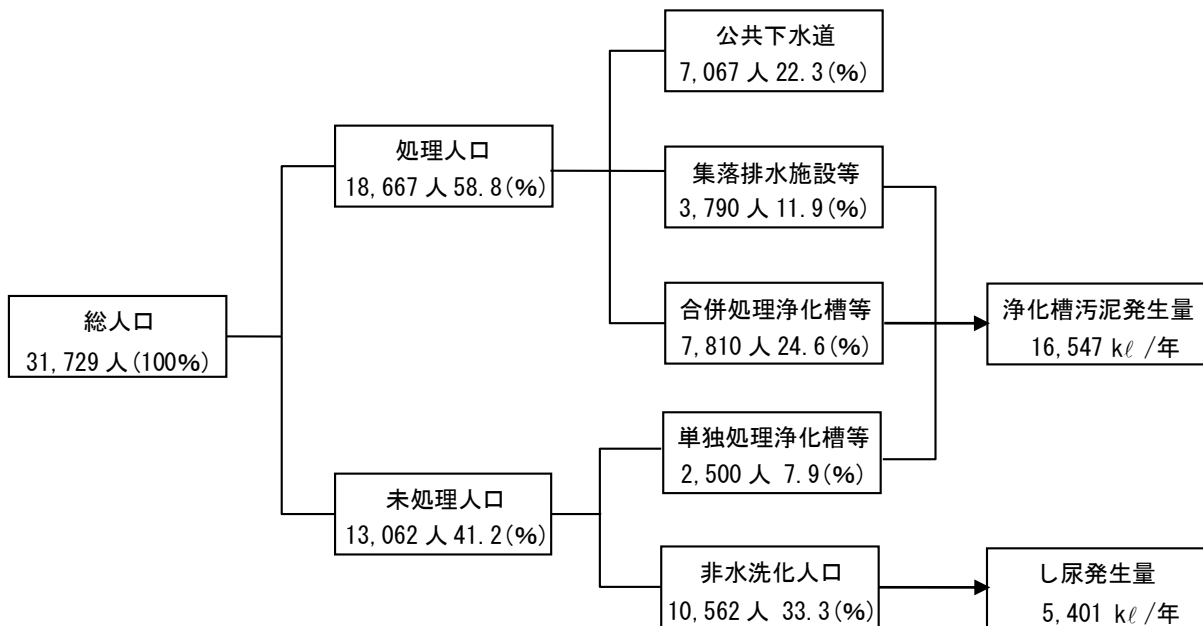 公共下水道
7,067 人 22.3(%)
処理人口
18,667 人 58.8(%)
集落排水施設等
3,790 人 11.9(%)
合併処理浄化槽等
7,810 人 24.6(%)
浄化槽汚泥発生量
16,547 kℓ /年
総人口
31,729 人(100%)
単独処理浄化槽等
2,500 人 7.9(%)
未処理人口
13,062 人 41.2(%)
非水洗化人口
10,562 人 33.3(%)
し尿発生量
5,401 kℓ /年